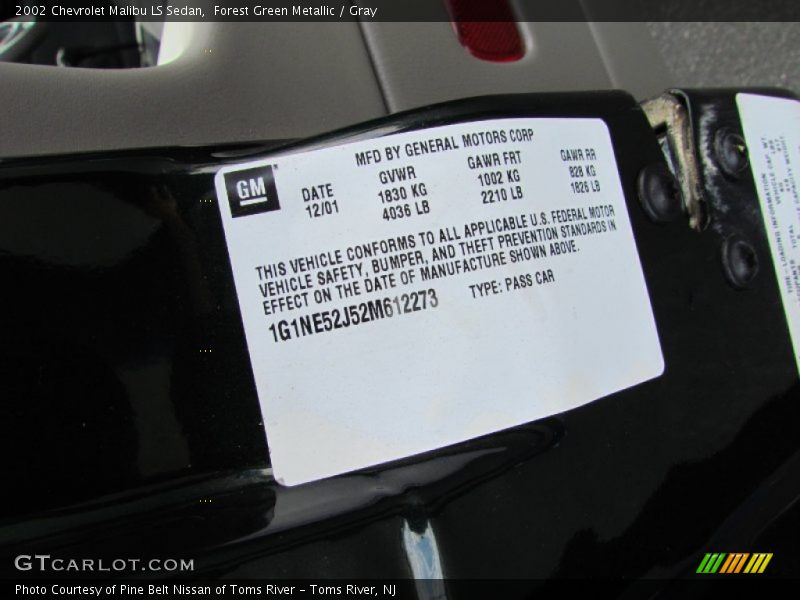 2002 Chevrolet Malibu LS Sedan,  Forest Green Metallic / Gray
GM
MFD BY GENERAL MOTORS CORP
DATE GVWR GAWR FRT GAWR RR
12/01 1830 KG 1002 KG 828 KG
4036 LB 2210 LB 1826 LB
THIS VEHICLE CONFORMS TO ALL APPLICABLE U.S. FEDERAL MOTOR
VEHICLE SAFETY, BUMPER, AND THEFT PREVENTION STANDARDS IN
EFFECT ON THE DATE OF MANUFACTURE SHOWN ABOVE.
1G1NE52J52M612273 TYPE: PASS CAR
TIRE-LOADING INFORMATION
GTCARLOT.COM
Photo Courtesy of Pine Belt Nissan of Toms River – Toms River, NJ